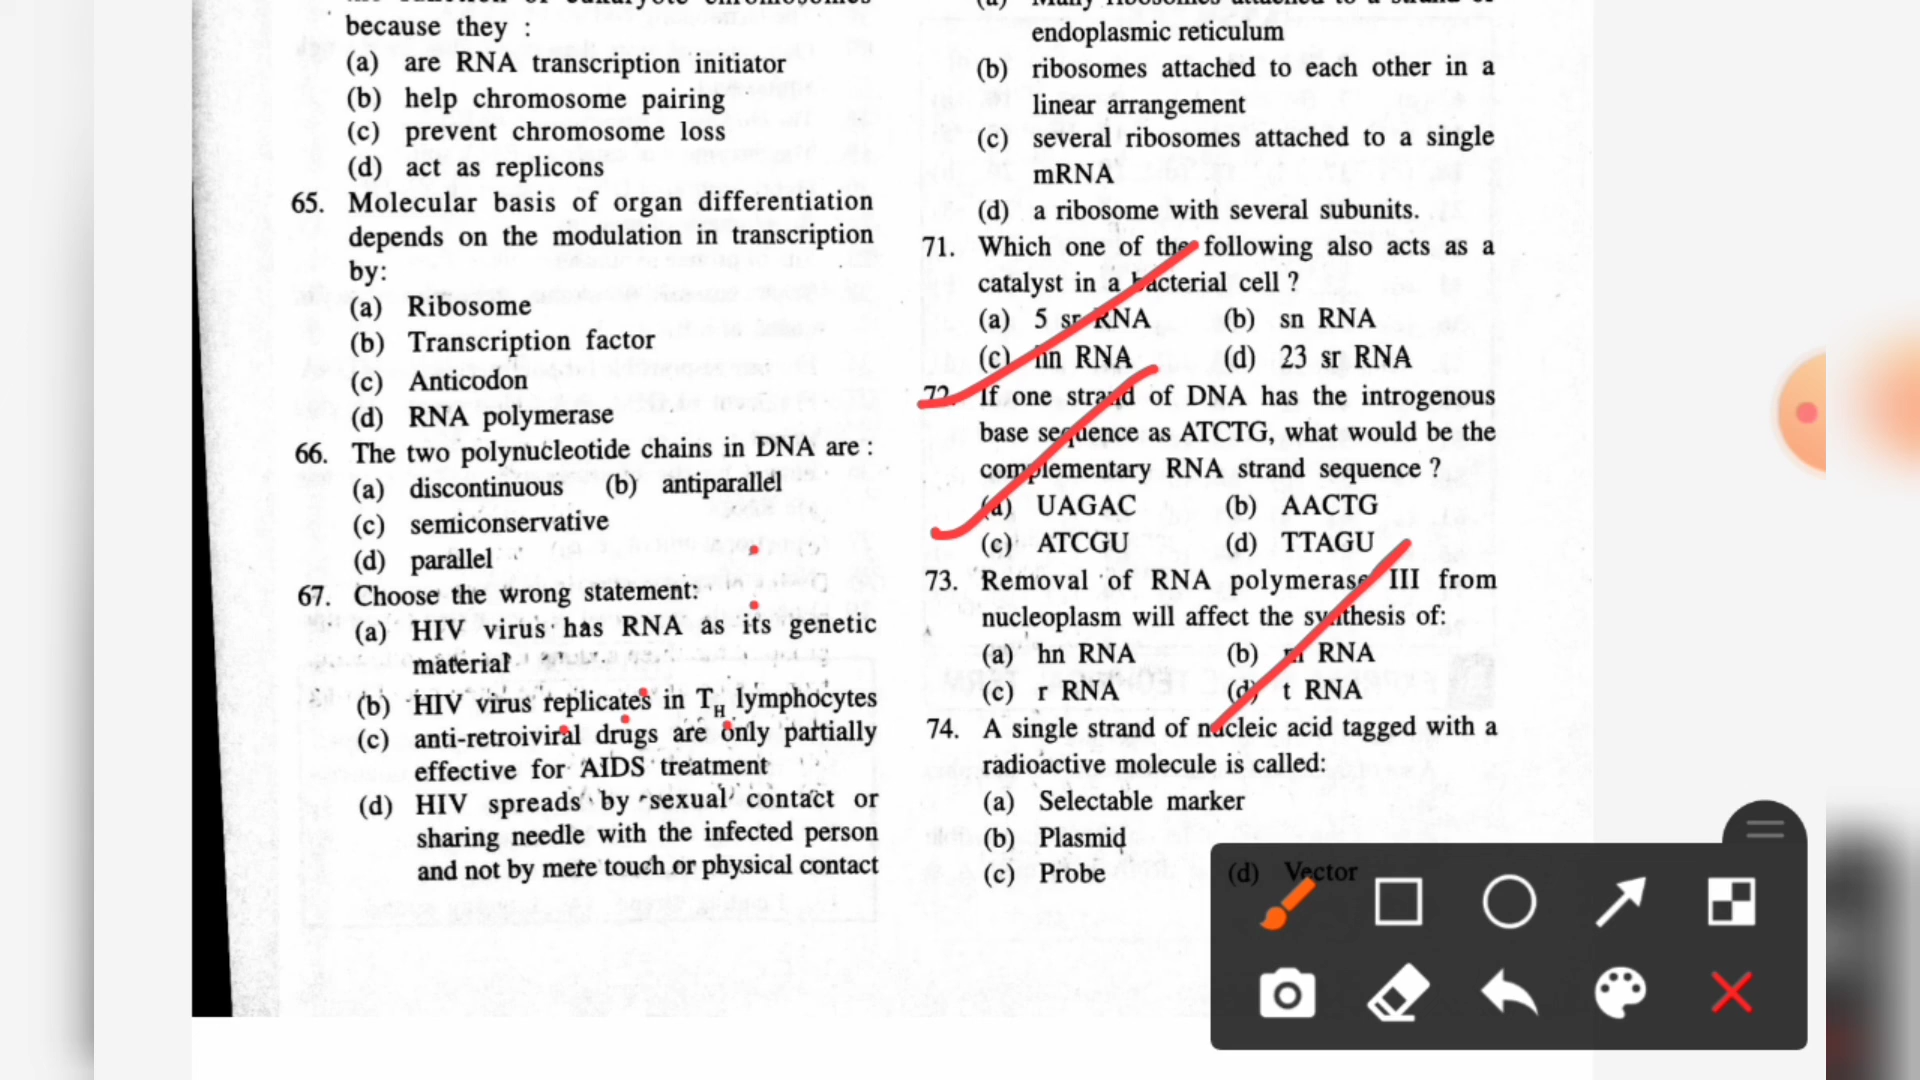 because they :
(a) are RNA transcription initiator
(b) help chromosome pairing
(c) prevent chromosome loss
(d) act as replicons
65. Molecular basis of organ differentiation
depends on the modulation in transcription
by:
(a) Ribosome
(b) Transcription factor
(c) Anticodon
(d) RNA polymerase
66. The two polynucleotide chains in DNA are :
(a) discontinuous (b) antiparallel
(c) semiconservative
(d) parallel
67. Choose the wrong statement:
(a) HIV virus has RNA as its genetic
material
(b) HIV virus replicates in TH lymphocytes
(c) anti-retroiviral drugs are only partially
effective for AIDS treatment
(d) HIV spreads by sexual contact or
sharing needle with the infected person
and not by mere touch or physical contact
(a) Many ribosomes attached to a strand of
endoplasmic reticulum
(b) ribosomes attached to each other in a
linear arrangement
(c) several ribosomes attached to a single
mRNA
(d) a ribosome with several subunits.
71. Which one of the following also acts as a
catalyst in a bacterial cell ?
(a) 5 sr RNA (b) sn RNA
(c) hn RNA (d) 23 sr RNA
72. If one strand of DNA has the introgenous
base sequence as ATCTG, what would be the
complementary RNA strand sequence ?
(a) UAGAC (b) AACTG
(c) ATCGU (d) TTAGU
73. Removal of RNA polymerase III from
nucleoplasm will affect the synthesis of:
(a) hn RNA (b) m RNA
(c) r RNA (d) t RNA
74. A single strand of nucleic acid tagged with a
radioactive molecule is called:
(a) Selectable marker
(b) Plasmid
(c) Probe (d) Vector